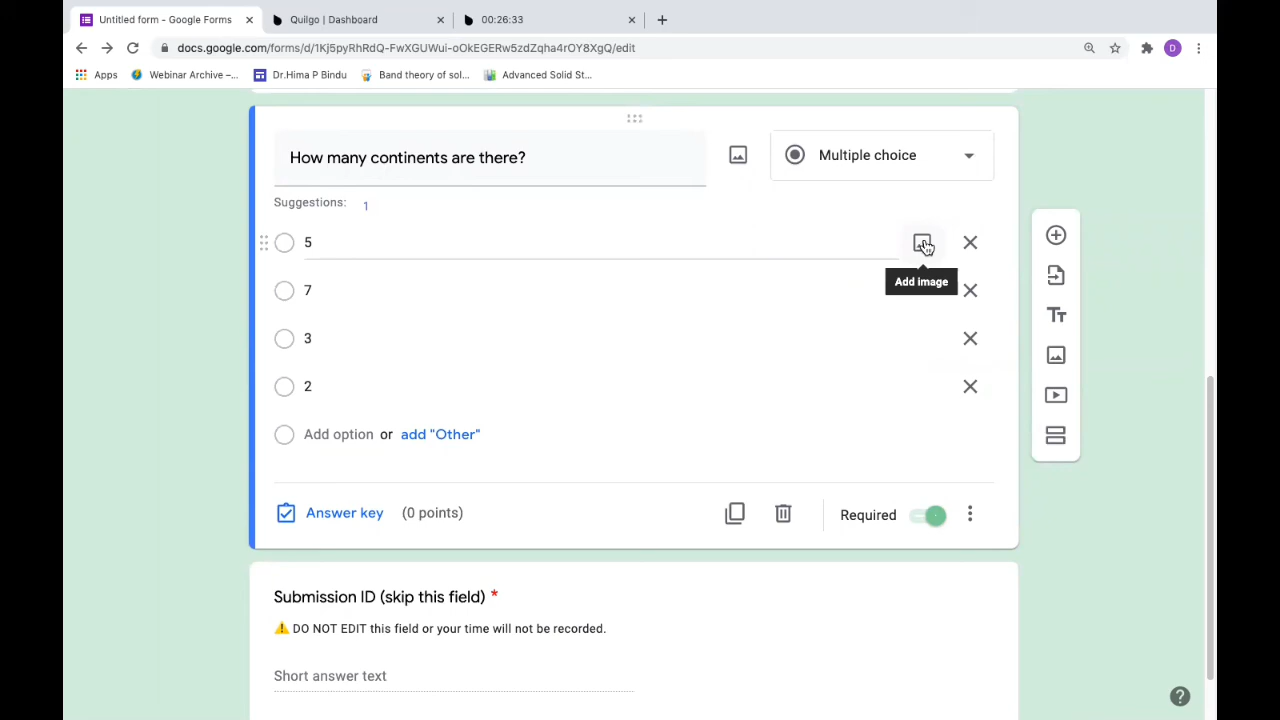 Untitled form - Google Forms
Quilgo | Dashboard
00:26:33
docs.google.com/forms/d/1Kj5pyRhRdQ-FwXGUWui-oOkEGERw5zdZqha4rOY8XgQ/edit
D
Apps
Webinar Archive –...
Dr.Hima P Bindu
Band theory of sol...
Advanced Solid St...
How many continents are there?
Multiple choice
Suggestions: 1
5
Add image
7
3
2
Add option or add "Other"
Answer key (0 points)
Required
Submission ID (skip this field) *
⚠️ DO NOT EDIT this field or your time will not be recorded.
Short answer text